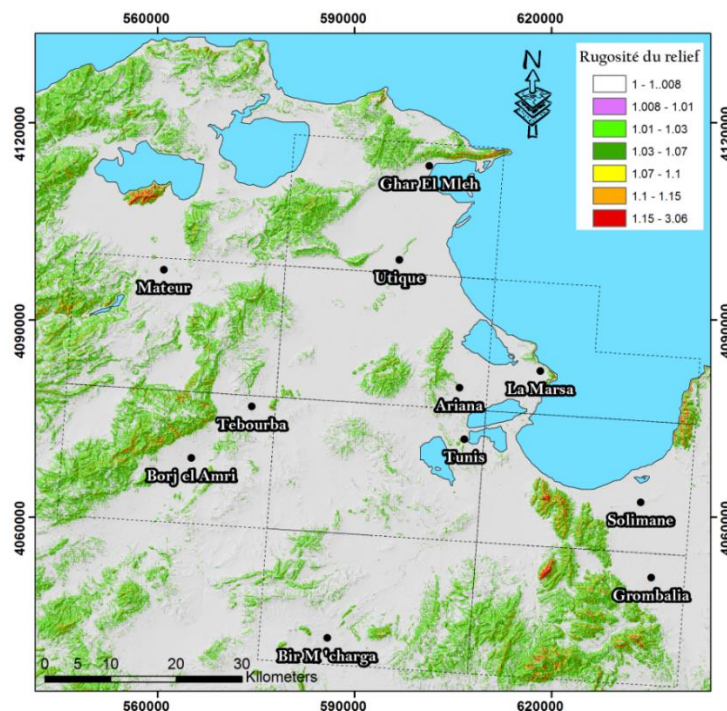 560000 590000 620000
N
Rugosité du relief
1 - 1..008
1.008 - 1.01
1.01 - 1.03
1.03 - 1.07
1.07 - 1.1
1.1 - 1.15
1.15 - 3.06
4120000
4120000
Ghar El Mleh
Utique
Mateur
4090000
4090000
La Marsa
Ariana
Tebourba
Tunis
Borj el Amri
Solimane
4060000
4060000
Grombalia
Bir M'charga
0 5 10 20 30
Kilometers
560000 590000 620000